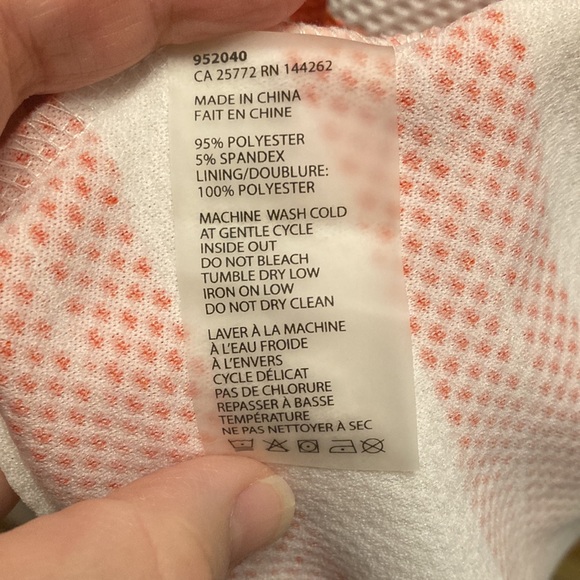 952040
CA 25772 RN 144262
MADE IN CHINA
FAIT EN CHINE
95% POLYESTER
5% SPANDEX
LINING/DOUBLURE:
100% POLYESTER
MACHINE WASH COLD
AT GENTLE CYCLE
INSIDE OUT
DO NOT BLEACH
TUMBLE DRY LOW
IRON ON LOW
DO NOT DRY CLEAN
LAVER À LA MACHINE
À L'EAU FROIDE
À L'ENVERS
CYCLE DÉLICAT
PAS DE CHLORURE
REPASSER À BASSE
TEMPÉRATURE
NE PAS NETTOYER À SEC